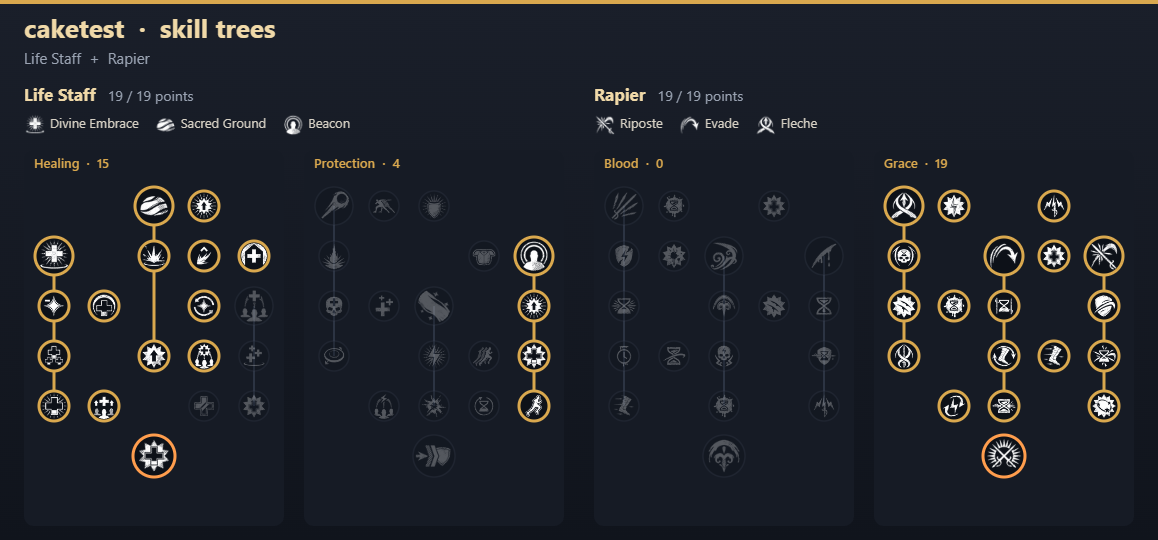 caketest · skill trees
Life Staff + Rapier
Life Staff 19 / 19 points
Divine Embrace Sacred Ground Beacon
Healing · 15
Protection · 4
Rapier 19 / 19 points
Riposte Evade Fleche
Blood · 0
Grace · 19